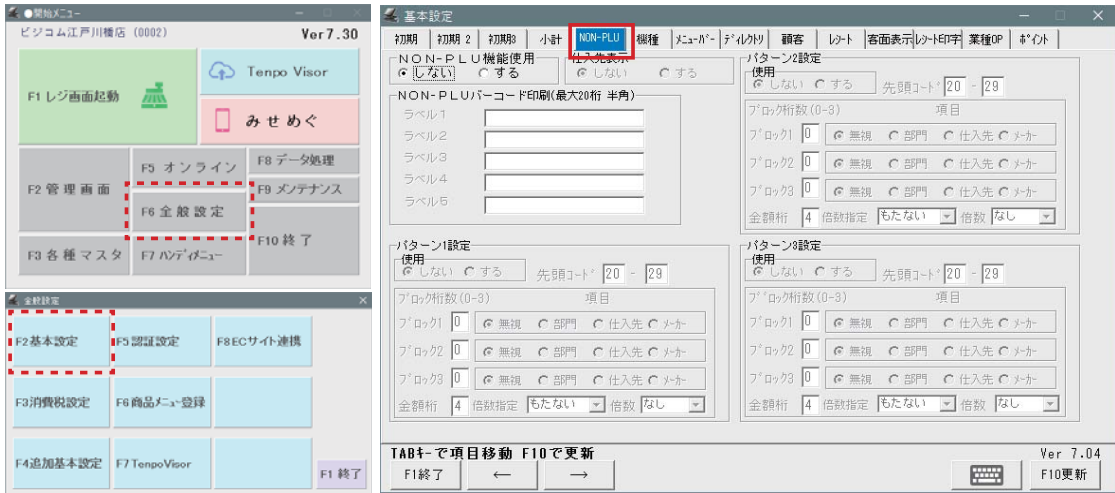 ●開始メニュー
ビジコム江戸川橋店 (0002) Ver7.30
F1 レジ画面起動
Tenpo Visor
みせめぐ
F2 管理画面
F5 オンライン
F8 データ処理
F9 メンテナンス
F6 全般設定
F10 終了
F3 各種マスタ
F7 ハンディメニュー
全般設定
F2基本設定
F5 認証設定
F8ECサイト連携
F3消費税設定
F6 商品メニュー登録
F4追加基本設定
F7 TenpoVisor
F1 終了
基本設定
初期 初期 2 初期3 小計 NON-PLU 機種 メニューバー ディレクトリ 顧客 レシート 客面表示 レシート印字 業種OP ポイント
NON-PLU機能使用
しない する
仕入先表示
しない する
NON-PLUバーコード印刷(最大20桁 半角)
ラベル1
ラベル2
ラベル3
ラベル4
ラベル5
パターン2設定
使用
しない する 先頭コード 20 - 29
ブロック桁数(0-3) 項目
ブロック1 0 無視 部門 仕入先 メーカー
ブロック2 0 無視 部門 仕入先 メーカー
ブロック3 0 無視 部門 仕入先 メーカー
金額桁 4 倍数指定 もたない 倍数 なし
パターン1設定
使用
しない する 先頭コード 20 - 29
ブロック桁数(0-3) 項目
ブロック1 0 無視 部門 仕入先 メーカー
ブロック2 0 無視 部門 仕入先 メーカー
ブロック3 0 無視 部門 仕入先 メーカー
金額桁 4 倍数指定 もたない 倍数 なし
パターン3設定
使用
しない する 先頭コード 20 - 29
ブロック桁数(0-3) 項目
ブロック1 0 無視 部門 仕入先 メーカー
ブロック2 0 無視 部門 仕入先 メーカー
ブロック3 0 無視 部門 仕入先 メーカー
金額桁 4 倍数指定 もたない 倍数 なし
TABキーで項目移動 F10で更新 Ver 7.04
F1終了 ← → F10更新